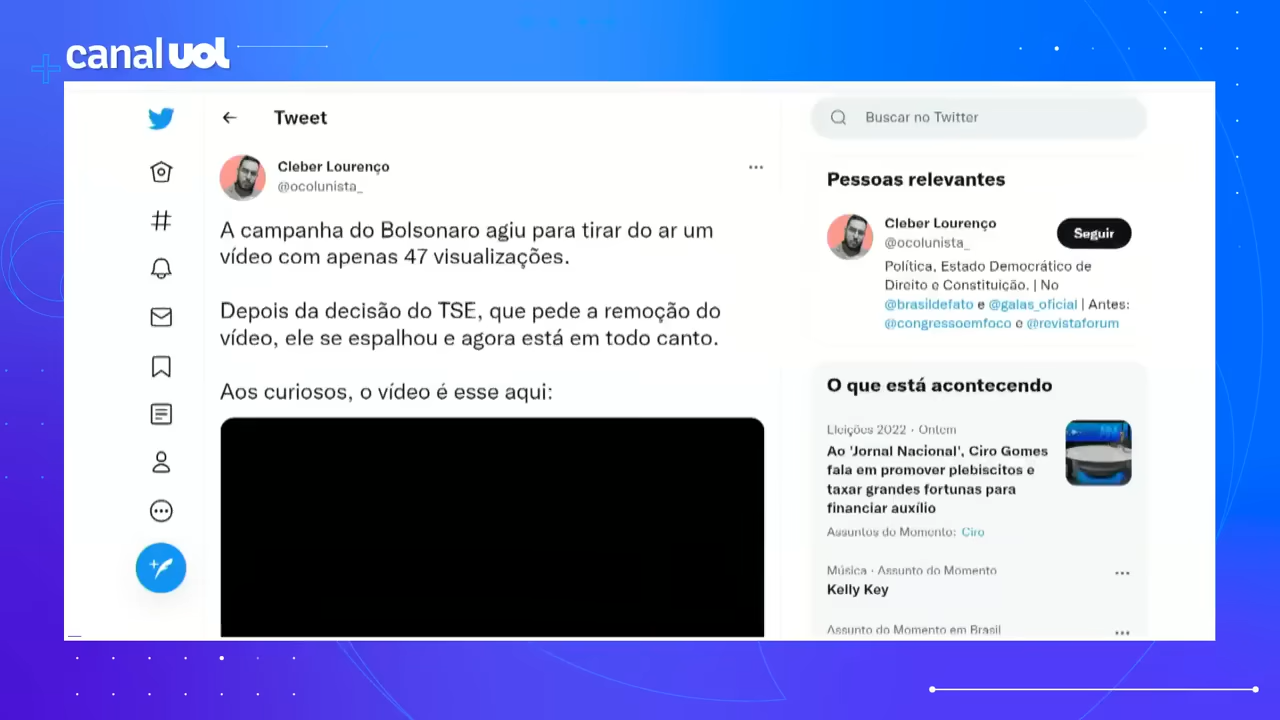 canal uol
Tweet
Cleber Lourenço
@ocolunista_
A campanha do Bolsonaro agiu para tirar do ar um
vídeo com apenas 47 visualizações.
Depois da decisão do TSE, que pede a remoção do
vídeo, ele se espalhou e agora está em todo canto.
Aos curiosos, o vídeo é esse aqui:
Buscar no Twitter
Pessoas relevantes
Cleber Lourenço
@ocolunista_
Seguir
Política, Estado Democrático de
Direito e Constituição. | No
@brasildefato e @galas_oficial | Antes:
@congressoemfoco e @revistaforum
O que está acontecendo
Eleições 2022 · Ontem
Ao 'Jornal Nacional', Ciro Gomes
fala em promover plebiscitos e
taxar grandes fortunas para
financiar auxílio
Assuntos do Momento: Ciro
Música · Assunto do Momento
Kelly Key
Assunto do Momento em Brasil